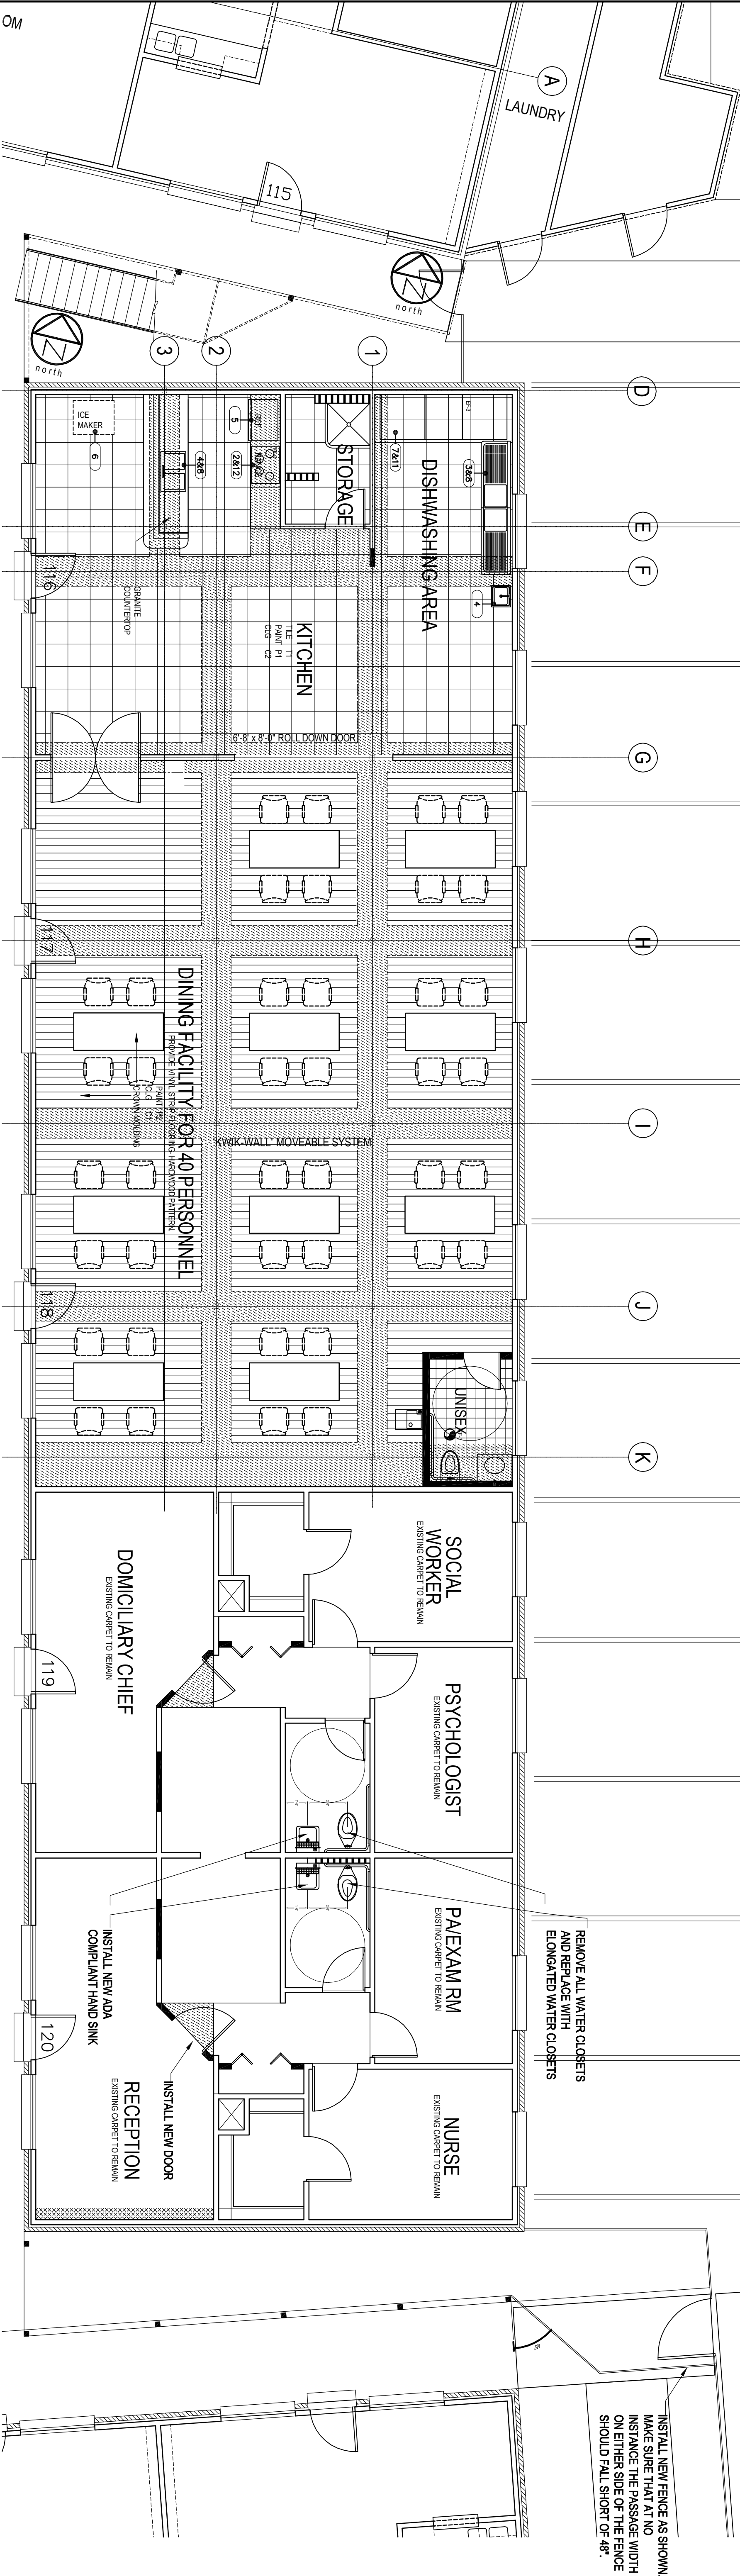 OM
A
LAUNDRY
115
north
north
3
2
1
D
E
F
G
H
I
J
K
ICE
MAKER
6
5
REF.
4&8
2&12
STORAGE
EF-3
7&11
3&8
4
DISHWASHING AREA
116
GRANITE
COUNTERTOP
KITCHEN
TILE T1
PAINT P1
CLG C2
6'-8' x 8'-0" ROLL DOWN DOOR
117
DINING FACILITY FOR 40 PERSONNEL
PROVIDE VINYL STRIP FLOORING-HARDWOOD PATTERN.
PAINT P2
CLG C1
CROWN MOLDING
'KWIK-WALL' MOVEABLE SYSTEM
118
UNISEX
SOCIAL
WORKER
EXISTING CARPET TO REMAIN
DOMICILIARY CHIEF
EXISTING CARPET TO REMAIN
119
PSYCHOLOGIST
EXISTING CARPET TO REMAIN
PA/EXAM RM
EXISTING CARPET TO REMAIN
REMOVE ALL WATER CLOSETS
AND REPLACE WITH
ELONGATED WATER CLOSETS
INSTALL NEW ADA
COMPLIANT HAND SINK
120
INSTALL NEW DOOR
RECEPTION
EXISTING CARPET TO REMAIN
NURSE
EXISTING CARPET TO REMAIN
INSTALL NEW FENCE AS SHOWN
MAKE SURE THAT AT NO
INSTANCE THE PASSAGE WIDTH
ON EITHER SIDE OF THE FENCE
SHOULD FALL SHORT OF 48".